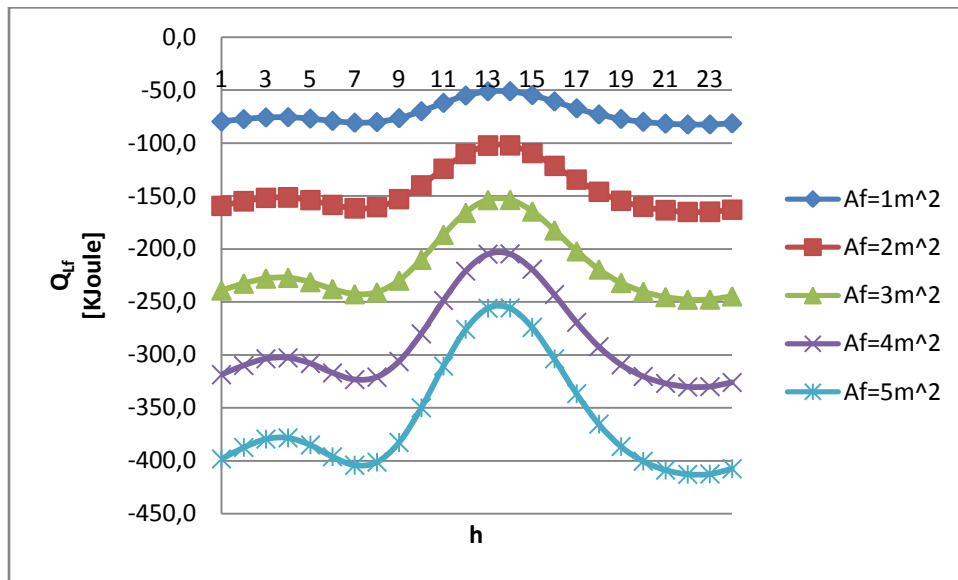 0,0
1 3 5 7 9 11 13 15 17 19 21 23
-50,0
-100,0
-150,0
-200,0
-250,0
-300,0
-350,0
-400,0
-450,0
Q_Lf
[KJoule]
h
Af=1m^2
Af=2m^2
Af=3m^2
Af=4m^2
Af=5m^2